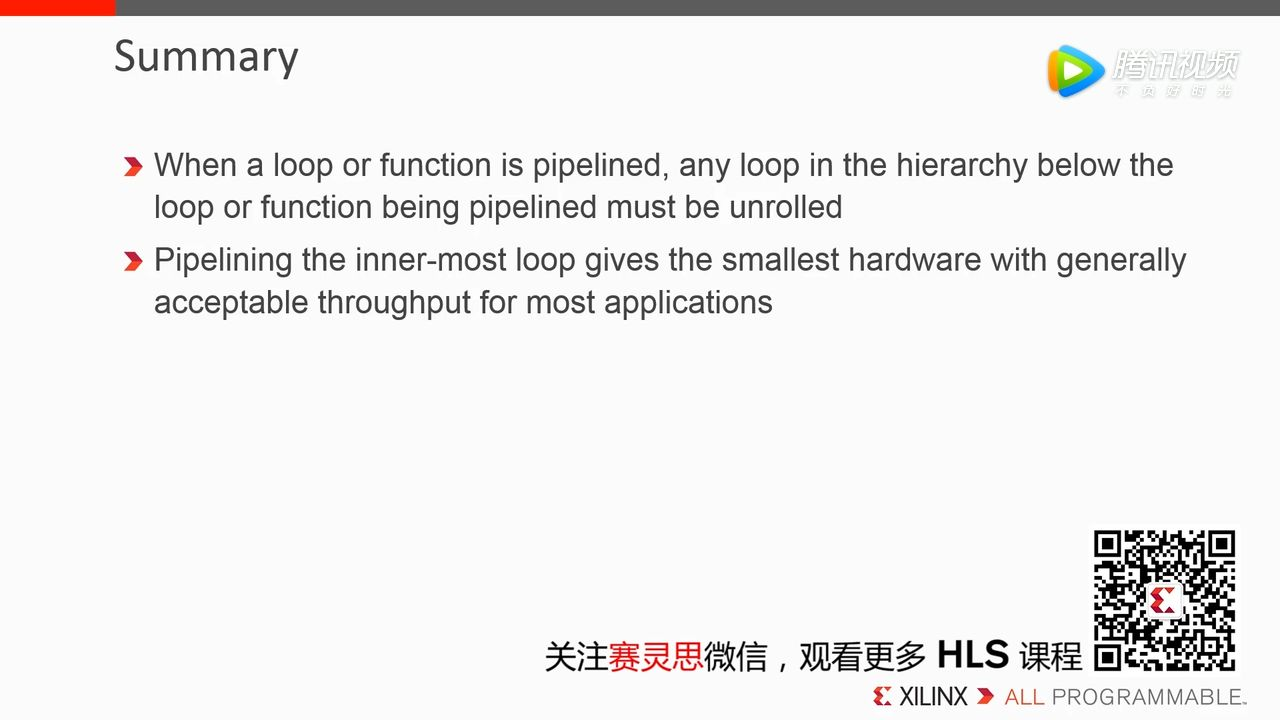 Summary
腾讯视频
不负好时光
When a loop or function is pipelined, any loop in the hierarchy below the
loop or function being pipelined must be unrolled
Pipelining the inner-most loop gives the smallest hardware with generally
acceptable throughput for most applications
关注赛灵思微信，观看更多 HLS 课程
XILINX ALL PROGRAMMABLE™